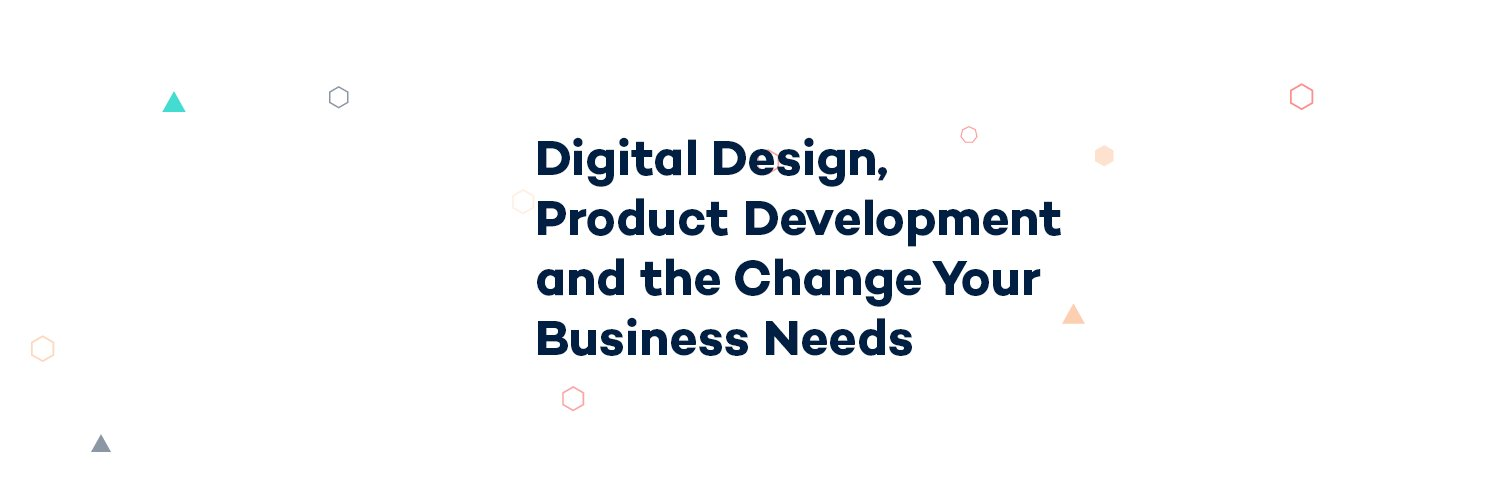 Digital Design,
Product Development
and the Change Your
Business Needs